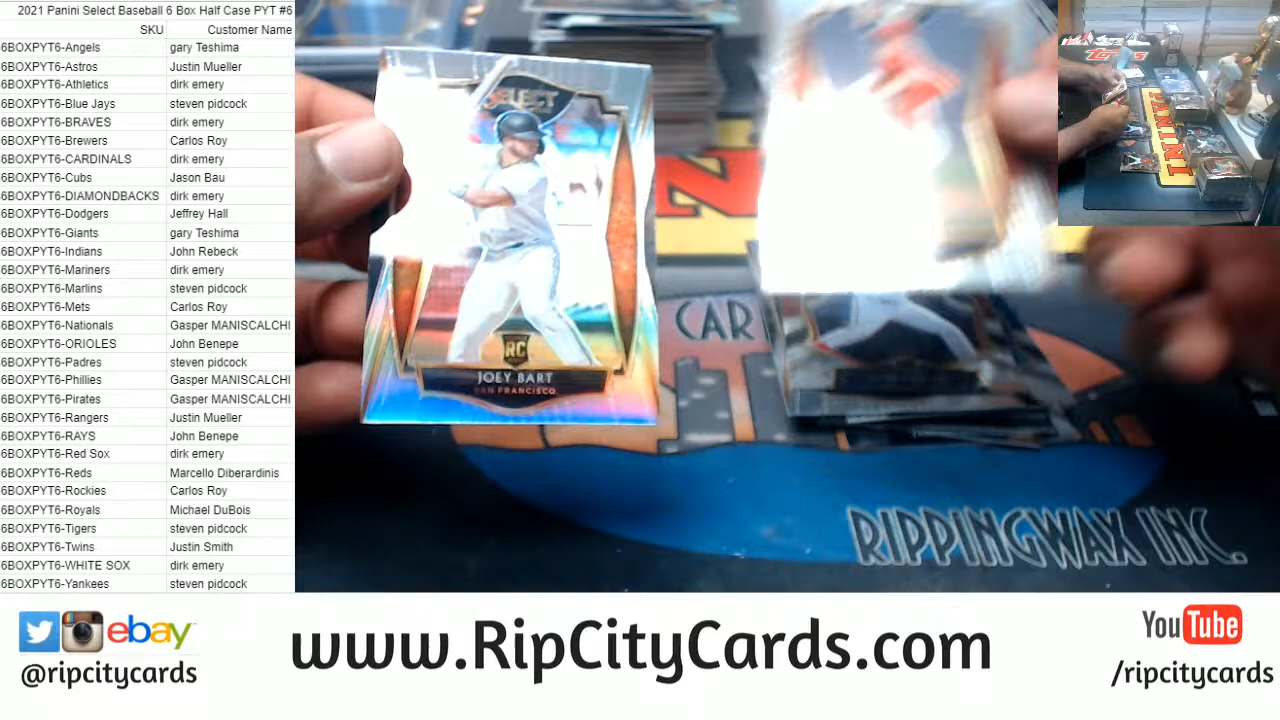 2021 Panini Select Baseball 6 Box Half Case PYT #6
SKU Customer Name
6BOXPYT6-Angels gary Teshima
6BOXPYT6-Astros Justin Mueller
6BOXPYT6-Athletics dirk emery
6BOXPYT6-Blue Jays steven pidcock
6BOXPYT6-BRAVES dirk emery
6BOXPYT6-Brewers Carlos Roy
6BOXPYT6-CARDINALS dirk emery
6BOXPYT6-Cubs Jason Bau
6BOXPYT6-DIAMONDBACKS dirk emery
6BOXPYT6-Dodgers Jeffrey Hall
6BOXPYT6-Giants gary Teshima
6BOXPYT6-Indians John Rebeck
6BOXPYT6-Mariners dirk emery
6BOXPYT6-Marlins steven pidcock
6BOXPYT6-Mets Carlos Roy
6BOXPYT6-Nationals Gasper MANISCALCHI
6BOXPYT6-ORIOLES John Benepe
6BOXPYT6-Padres steven pidcock
6BOXPYT6-Phillies Gasper MANISCALCHI
6BOXPYT6-Pirates Gasper MANISCALCHI
6BOXPYT6-Rangers Justin Mueller
6BOXPYT6-RAYS John Benepe
6BOXPYT6-Red Sox dirk emery
6BOXPYT6-Reds Marcello Diberardinis
6BOXPYT6-Rockies Carlos Roy
6BOXPYT6-Royals Michael DuBois
6BOXPYT6-Tigers steven pidcock
6BOXPYT6-Twins Justin Smith
6BOXPYT6-WHITE SOX dirk emery
6BOXPYT6-Yankees steven pidcock
SELECT
RC
JOEY BART
SAN FRANCISCO
CAR
RIPPINGWAX INC.
Topps
PANINI
ebay
@ripcitycards
www.RipCityCards.com
YouTube
/ripcitycards